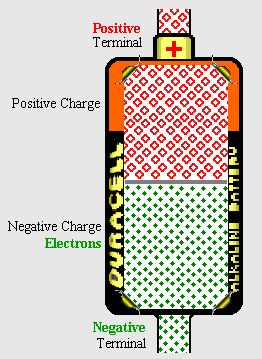 Positive
Terminal
+
Positive Charge
DURACELL
ALKALINE BATTERY
Negative Charge
Electrons
Negative
Terminal